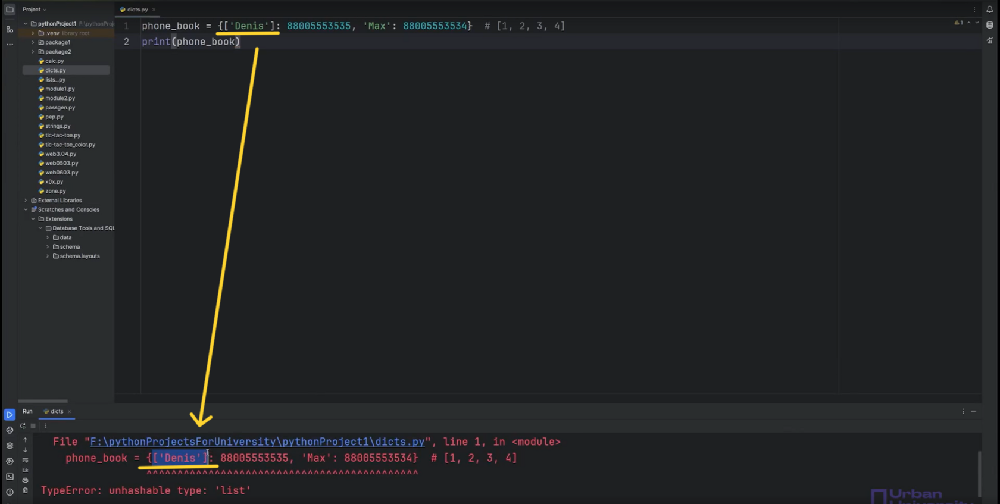 Project
dicts.py
1 phone_book = {['Denis']: 88005553535, 'Max': 88005553534} # [1, 2, 3, 4]
1
2 print(phone_book)
pythonProject1 F:\pythonProje
.venv library root
package1
package2
calc.py
dicts.py
lists_.py
module1.py
module2.py
passgen.py
pep.py
strings.py
tic-tac-toe.py
tic-tac-toe_color.py
web3.04.py
web0503.py
web0603.py
x0x.py
zone.py
External Libraries
Scratches and Consoles
Extensions
Database Tools and SQL
data
schema
schema.layouts
Run dicts
File "F:\pythonProjectsForUniversity\pythonProject1\dicts.py", line 1, in <module>
phone_book = {['Denis']: 88005553535, 'Max': 88005553534} # [1, 2, 3, 4]
^^^^^^^^^^^^^^^^^^^^^^^^^^^^^^^^^^^^^^^^^^^^
TypeError: unhashable type: 'list'
Urban
University